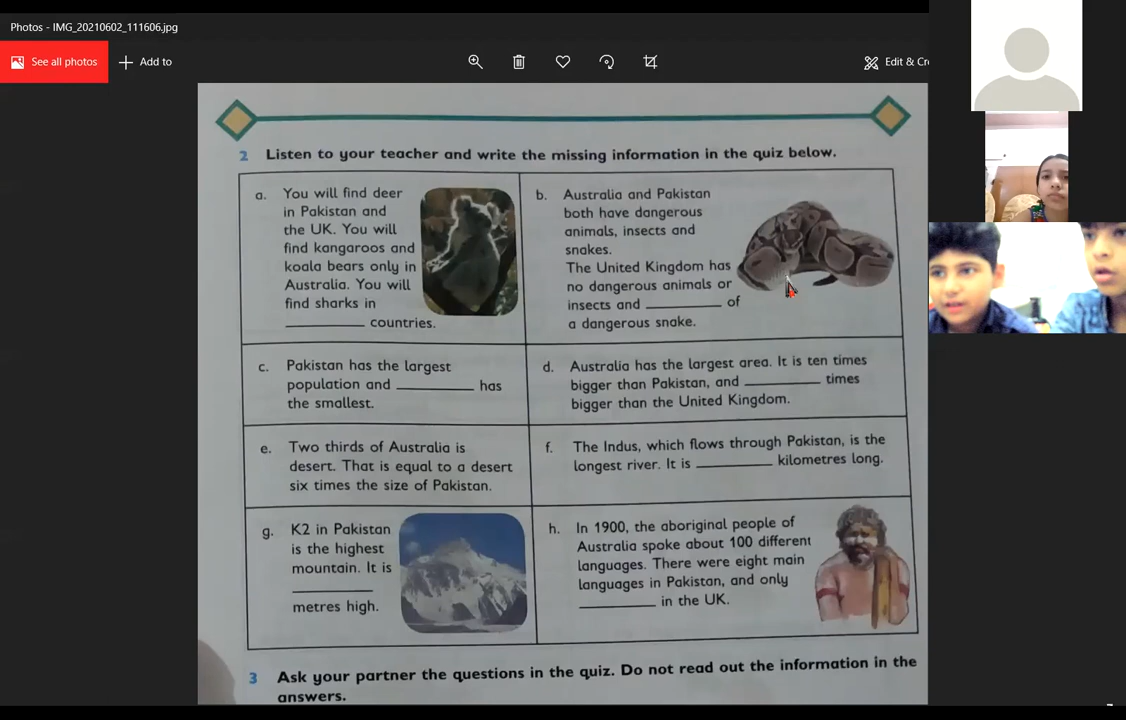 Photos - IMG_20210602_111606.jpg
See all photos
Add to
Edit & Cre
2 Listen to your teacher and write the missing information in the quiz below.
a. You will find deer
in Pakistan and
the UK. You will
find kangaroos and
koala bears only in
Australia. You will
find sharks in
____________ countries.
b. Australia and Pakistan
both have dangerous
animals, insects and
snakes.
The United Kingdom has
no dangerous animals or
insects and ____________ of
a dangerous snake.
c. Pakistan has the largest
population and ____________ has
the smallest.
d. Australia has the largest area. It is ten times
bigger than Pakistan, and ____________ times
bigger than the United Kingdom.
e. Two thirds of Australia is
desert. That is equal to a desert
six times the size of Pakistan.
f. The Indus, which flows through Pakistan, is the
longest river. It is ____________ kilometres long.
g. K2 in Pakistan
is the highest
mountain. It is
____________
metres high.
h. In 1900, the aboriginal people of
Australia spoke about 100 different
languages. There were eight main
languages in Pakistan, and only
____________ in the UK.
3 Ask your partner the questions in the quiz. Do not read out the information in the
answers.